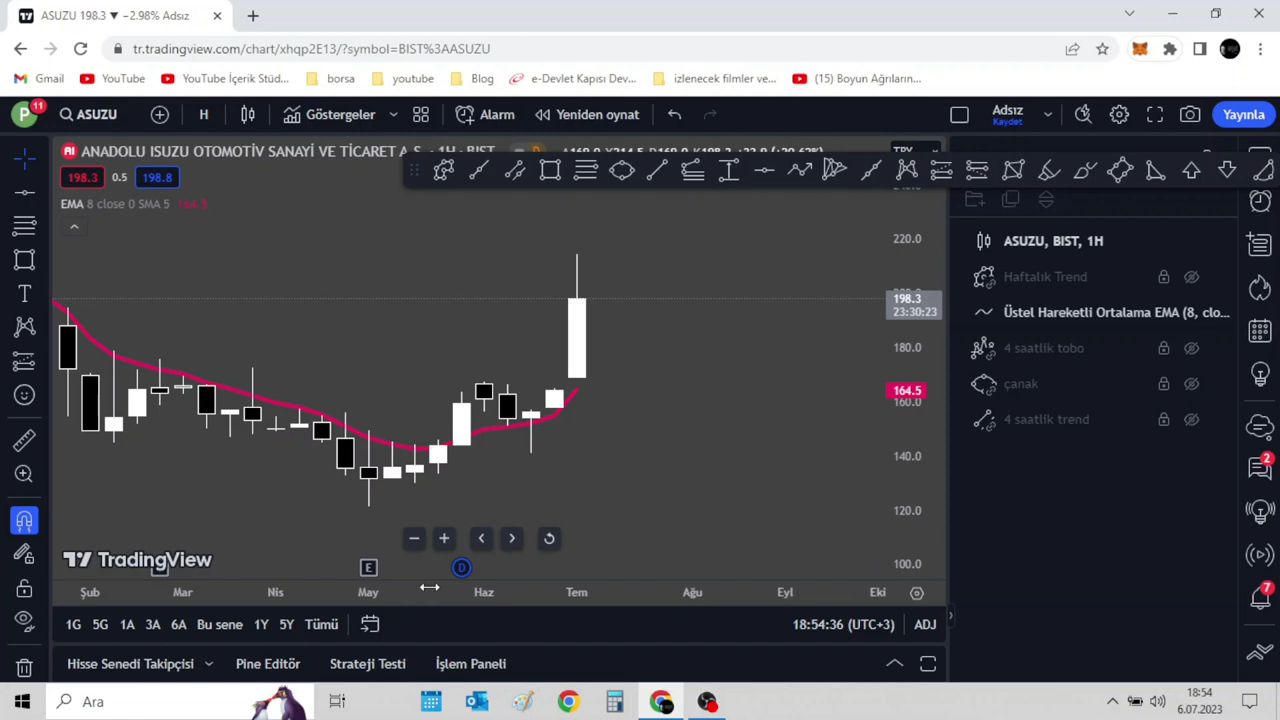 ASUZU 198.3 ▼ −2.98% Adsız
tr.tradingview.com/chart/xhqp2E13/?symbol=BIST%3AASUZU
Gmail YouTube YouTube İçerik Stüd... borsa youtube Blog e-Devlet Kapısı Dev... izlenecek filmler ve... (15) Boyun Ağrıların...
P 11 ASUZU H Göstergeler Alarm Yeniden oynat Adsız Kaydet Yayınla
ANADOLU ISUZU OTOMOTİV SANAYİ VE TİCARET A.Ş.
198.3 0.5 198.8
EMA 8 close 0 SMA 5 164.5
220.0
198.3
23:30:23
180.0
164.5
160.0
140.0
120.0
100.0
ASUZU, BIST, 1H
Haftalık Trend
Üstel Hareketli Ortalama EMA (8, clo...
4 saatlik tobo
çanak
4 saatlik trend
2
7
TradingView
E D
Şub Mar Nis May Haz Tem Ağu Eyl Eki
1G 5G 1A 3A 6A Bu sene 1Y 5Y Tümü 18:54:36 (UTC+3) ADJ
Hisse Senedi Takipçisi Pine Editör Strateji Testi İşlem Paneli
Ara
18:54
6.07.2023